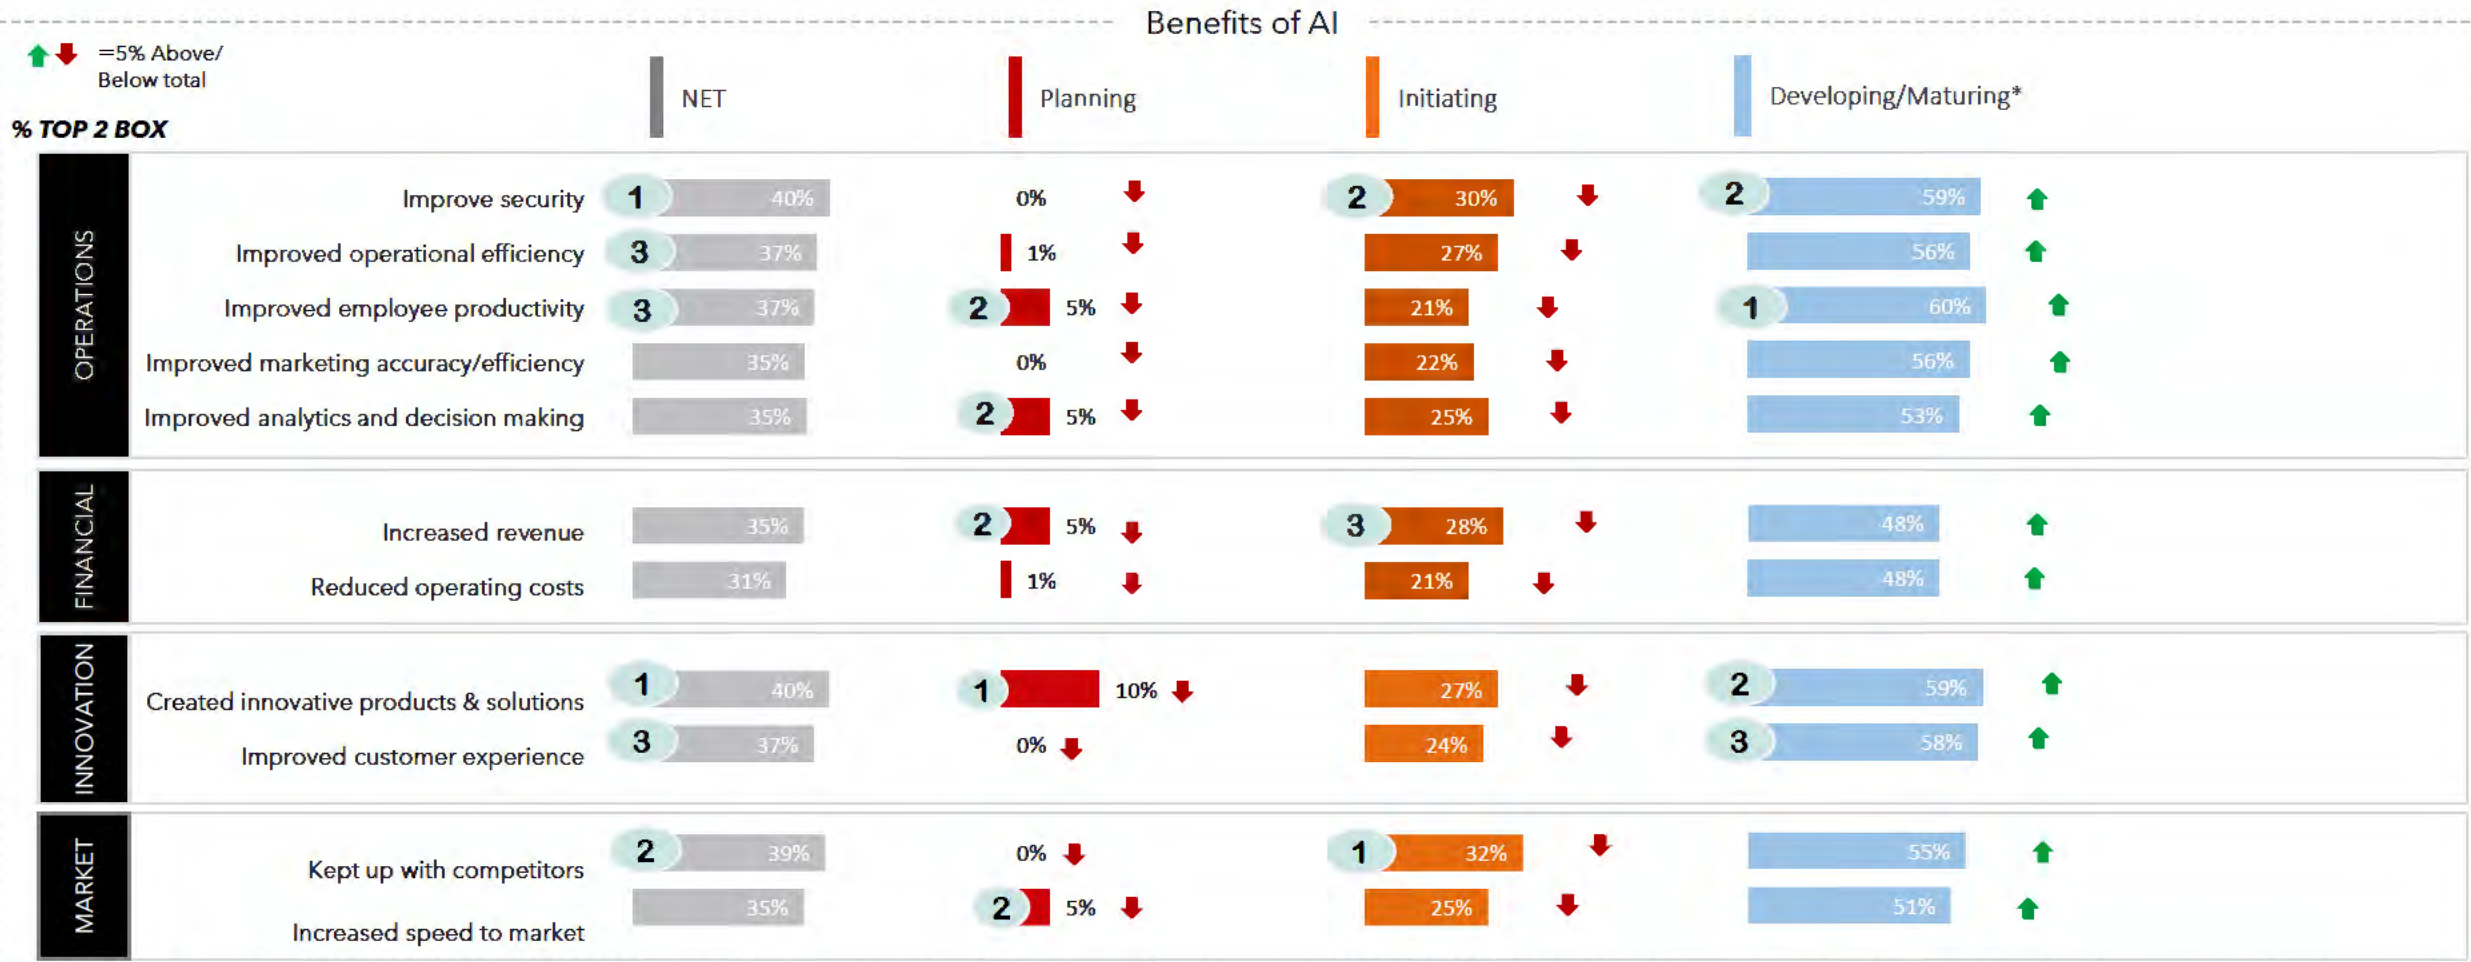 Benefits of AI
=5% Above/
Below total
% TOP 2 BOX
NET
Planning
Initiating
Developing/Maturing*
OPERATIONS
Improve security 1 40% 0% 2 30% 2 59%
Improved operational efficiency 3 37% 1% 27% 56%
Improved employee productivity 3 37% 2 5% 21% 1 60%
Improved marketing accuracy/efficiency 35% 0% 22% 56%
Improved analytics and decision making 35% 2 5% 25% 53%
FINANCIAL
Increased revenue 35% 2 5% 3 28% 48%
Reduced operating costs 31% 1% 21% 48%
INNOVATION
Created innovative products & solutions 1 40% 1 10% 27% 2 59%
Improved customer experience 3 37% 0% 24% 3 58%
MARKET
Kept up with competitors 2 39% 0% 1 32% 55%
Increased speed to market 35% 2 5% 25% 51%